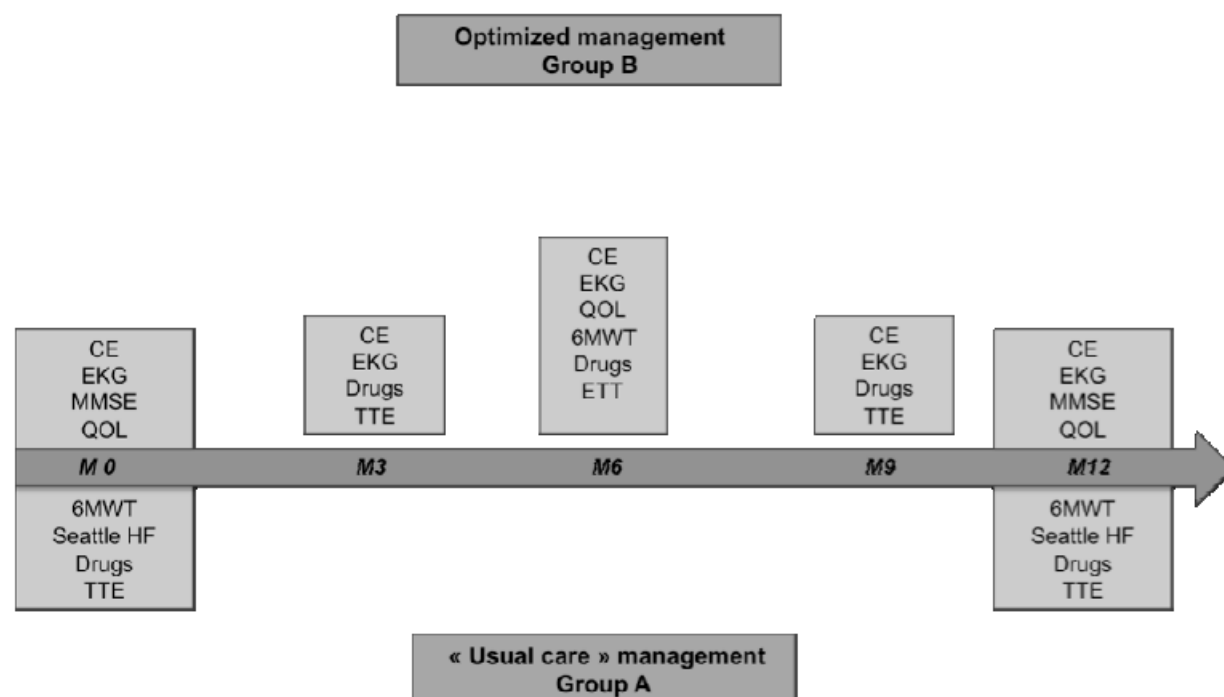 Optimized management
Group B
CE
EKG
MMSE
QOL
M 0
6MWT
Seattle HF
Drugs
TTE
CE
EKG
Drugs
TTE
M3
CE
EKG
QOL
6MWT
Drugs
ETT
M6
CE
EKG
Drugs
TTE
M9
CE
EKG
MMSE
QOL
M12
6MWT
Seattle HF
Drugs
TTE
« Usual care » management
Group A